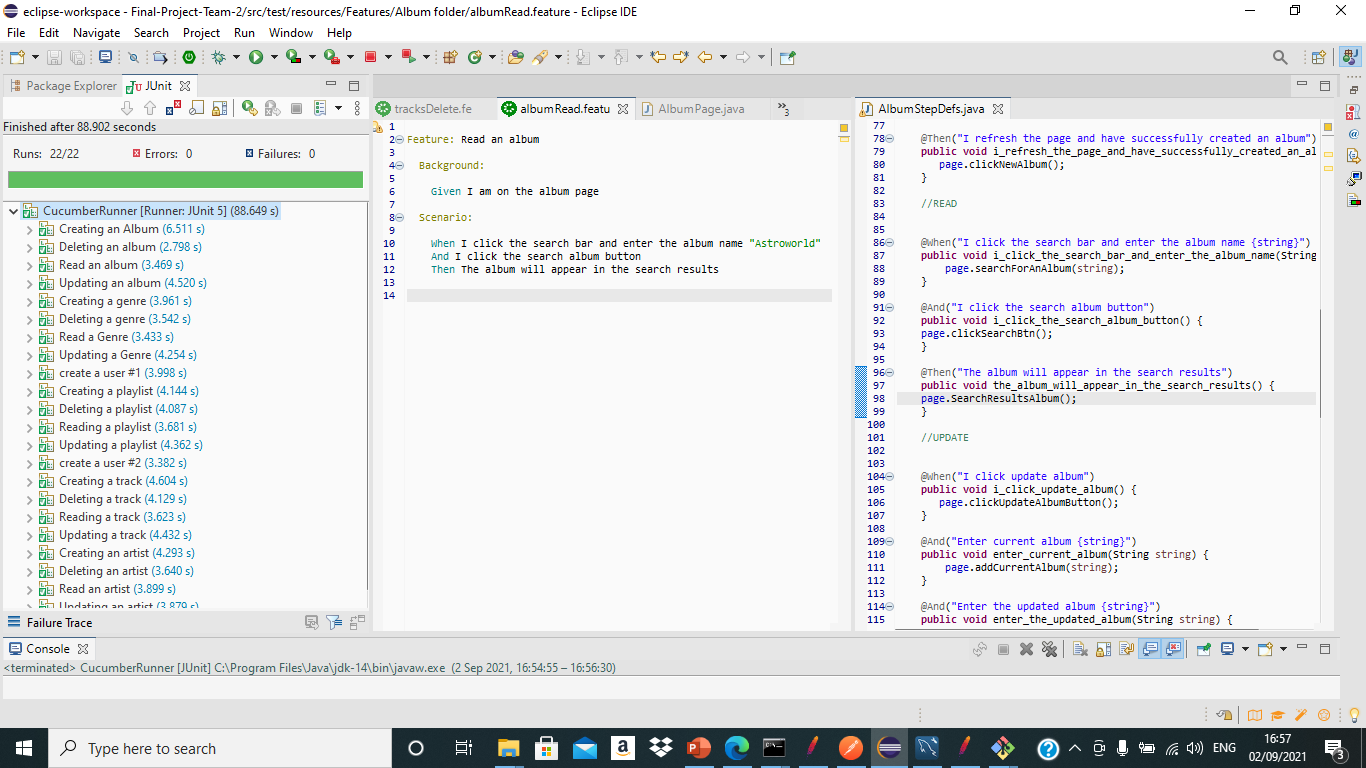 eclipse-workspace - Final-Project-Team-2/src/test/resources/Features/Album folder/albumRead.feature - Eclipse IDE
File Edit Navigate Search Project Run Window Help
Package Explorer JUnit
Finished after 88.902 seconds
Runs: 22/22 Errors: 0 Failures: 0
CucumberRunner [Runner: JUnit 5] (88.649 s)
Creating an Album (6.511 s)
Deleting an album (2.798 s)
Read an album (3.469 s)
Updating an album (4.520 s)
Creating a genre (3.961 s)
Deleting a genre (3.542 s)
Read a Genre (3.433 s)
Updating a Genre (4.254 s)
create a user #1 (3.998 s)
Creating a playlist (4.144 s)
Deleting a playlist (4.087 s)
Reading a playlist (3.681 s)
Updating a playlist (4.362 s)
create a user #2 (3.382 s)
Creating a track (4.604 s)
Deleting a track (4.129 s)
Reading a track (3.623 s)
Updating a track (4.432 s)
Creating an artist (4.293 s)
Deleting an artist (3.640 s)
Read an artist (3.899 s)
Updating an artist (3.879 s)
Failure Trace
tracksDelete.fe albumRead.featu AlbumPage.java »3
1
2 Feature: Read an album
3
4 Background:
5
6 Given I am on the album page
7
8 Scenario:
9
10 When I click the search bar and enter the album name "Astroworld"
11 And I click the search album button
12 Then The album will appear in the search results
13
14
AlbumStepDefs.java
77
78 @Then("I refresh the page and have successfully created an album")
79 public void i_refresh_the_page_and_have_successfully_created_an_al
80 page.clickNewAlbum();
81 }
82
83 //READ
84
85
86 @When("I click the search bar and enter the album name {string}")
87 public void i_click_the_search_bar_and_enter_the_album_name(String
88 page.searchForAnAlbum(string);
89 }
90
91 @And("I click the search album button")
92 public void i_click_the_search_album_button() {
93 page.clickSearchBtn();
94 }
95
96 @Then("The album will appear in the search results")
97 public void the_album_will_appear_in_the_search_results() {
98 page.SearchResultsAlbum();
99 }
100
101 //UPDATE
102
103
104 @When("I click update album")
105 public void i_click_update_album() {
106 page.clickUpdateAlbumButton();
107 }
108
109 @And("Enter current album {string}")
110 public void enter_current_album(String string) {
111 page.addCurrentAlbum(string);
112 }
113
114 @And("Enter the updated album {string}")
115 public void enter_the_updated_album(String string) {
Console
<terminated> CucumberRunner [JUnit] C:\Program Files\Java\jdk-14\bin\javaw.exe (2 Sep 2021, 16:54:55 – 16:56:30)
Type here to search
ENG
16:57
02/09/2021
3